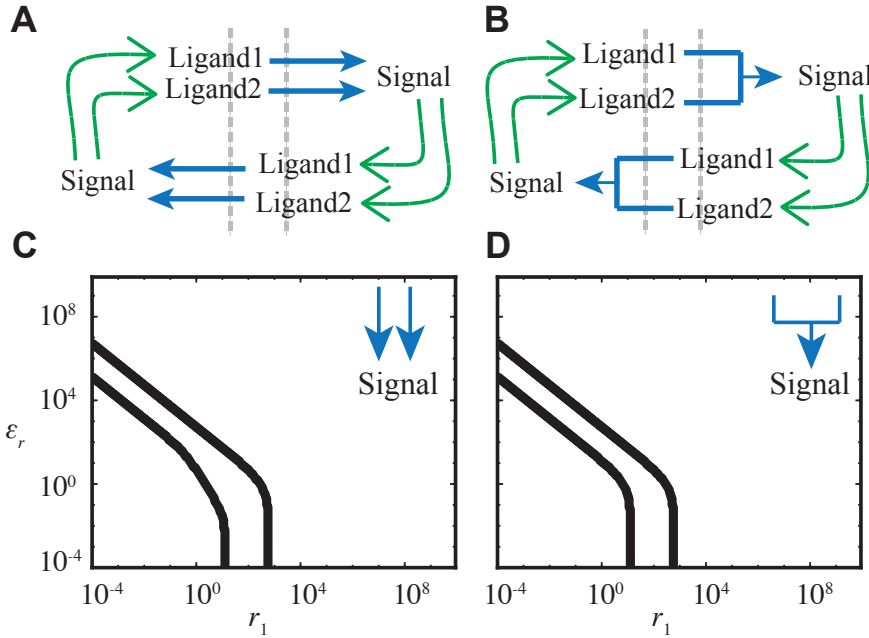 A
Ligand1
Ligand2
Signal
Signal
Ligand1
Ligand2
B
Ligand1
Ligand2
Signal
Signal
Ligand1
Ligand2
C
10^8
10^4
10^0
10^-4
ε_r
Signal
10^-4 10^0 10^4 10^8
r_1
D
Signal
10^-4 10^0 10^4 10^8
r_1